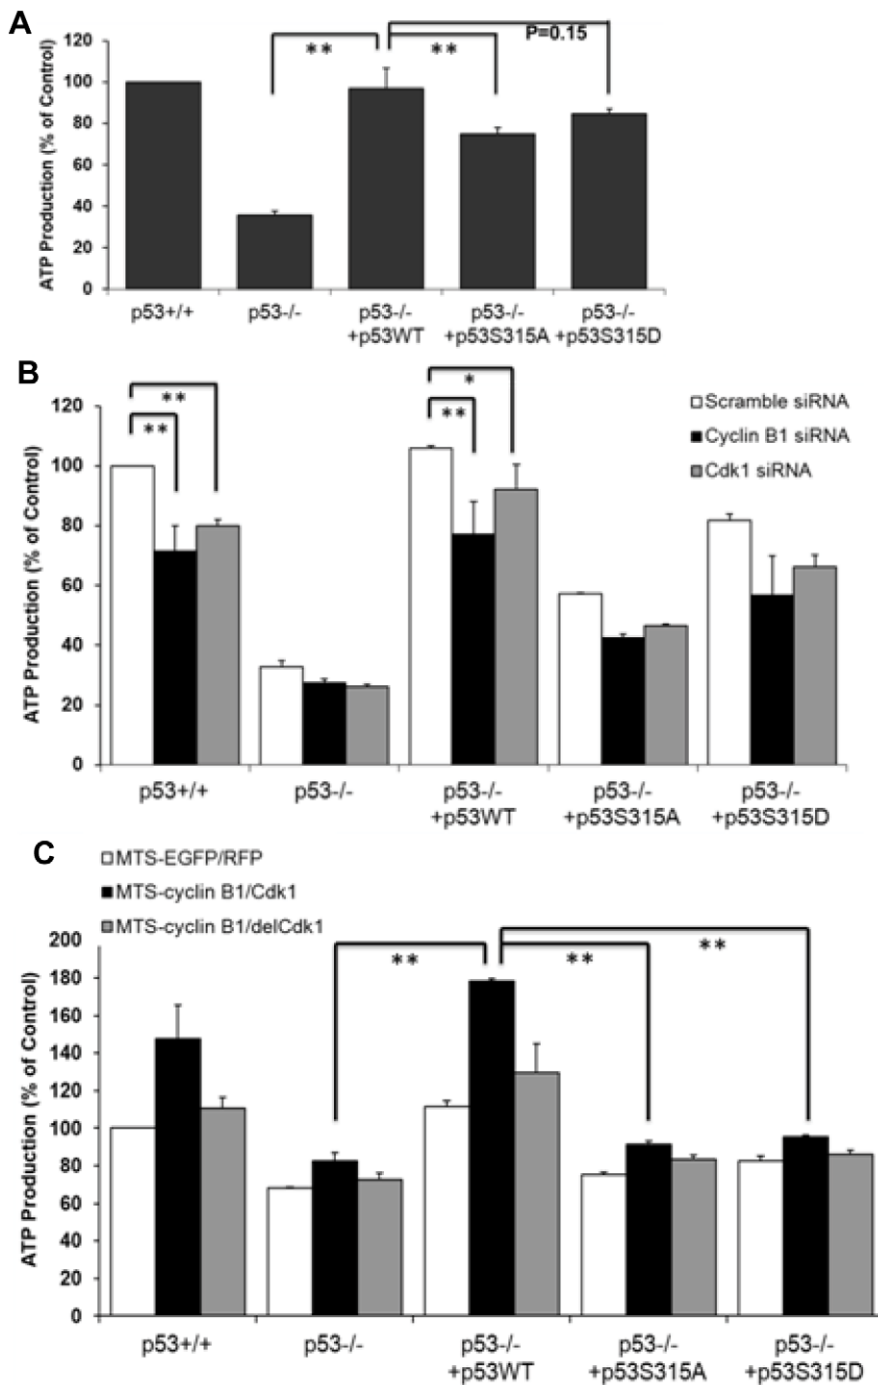 A
ATP Production (% of Control)
120
100
80
60
40
20
0
** ** P=0.15
p53+/+ p53-/- p53-/- p53-/- p53-/-
+p53WT +p53S315A +p53S315D
B
ATP Production (% of Control)
120
100
80
60
40
20
0
**
**
*
**
Scramble siRNA
Cyclin B1 siRNA
Cdk1 siRNA
p53+/+ p53-/- p53-/- p53-/- p53-/-
+p53WT +p53S315A +p53S315D
C
MTS-EGFP/RFP
MTS-cyclin B1/Cdk1
MTS-cyclin B1/delCdk1
ATP Production (% of Control)
200
180
160
140
120
100
80
60
40
20
0
** ** **
p53+/+ p53-/- p53-/- p53-/- p53-/-
+p53WT +p53S315A +p53S315D